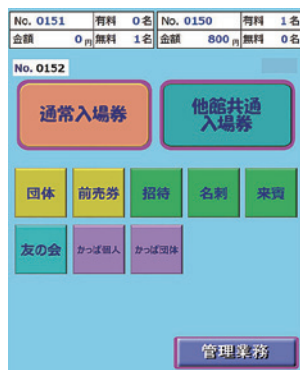 No. 0151 有料 0名 No. 0150 有料 1名
金額 0円 無料 1名 金額 800円 無料 0名
No. 0152
通常入場券
他館共通
入場券
団体 前売券 招待 名刺 来賓
友の会 かっぱ個人 かっぱ団体
管理業務